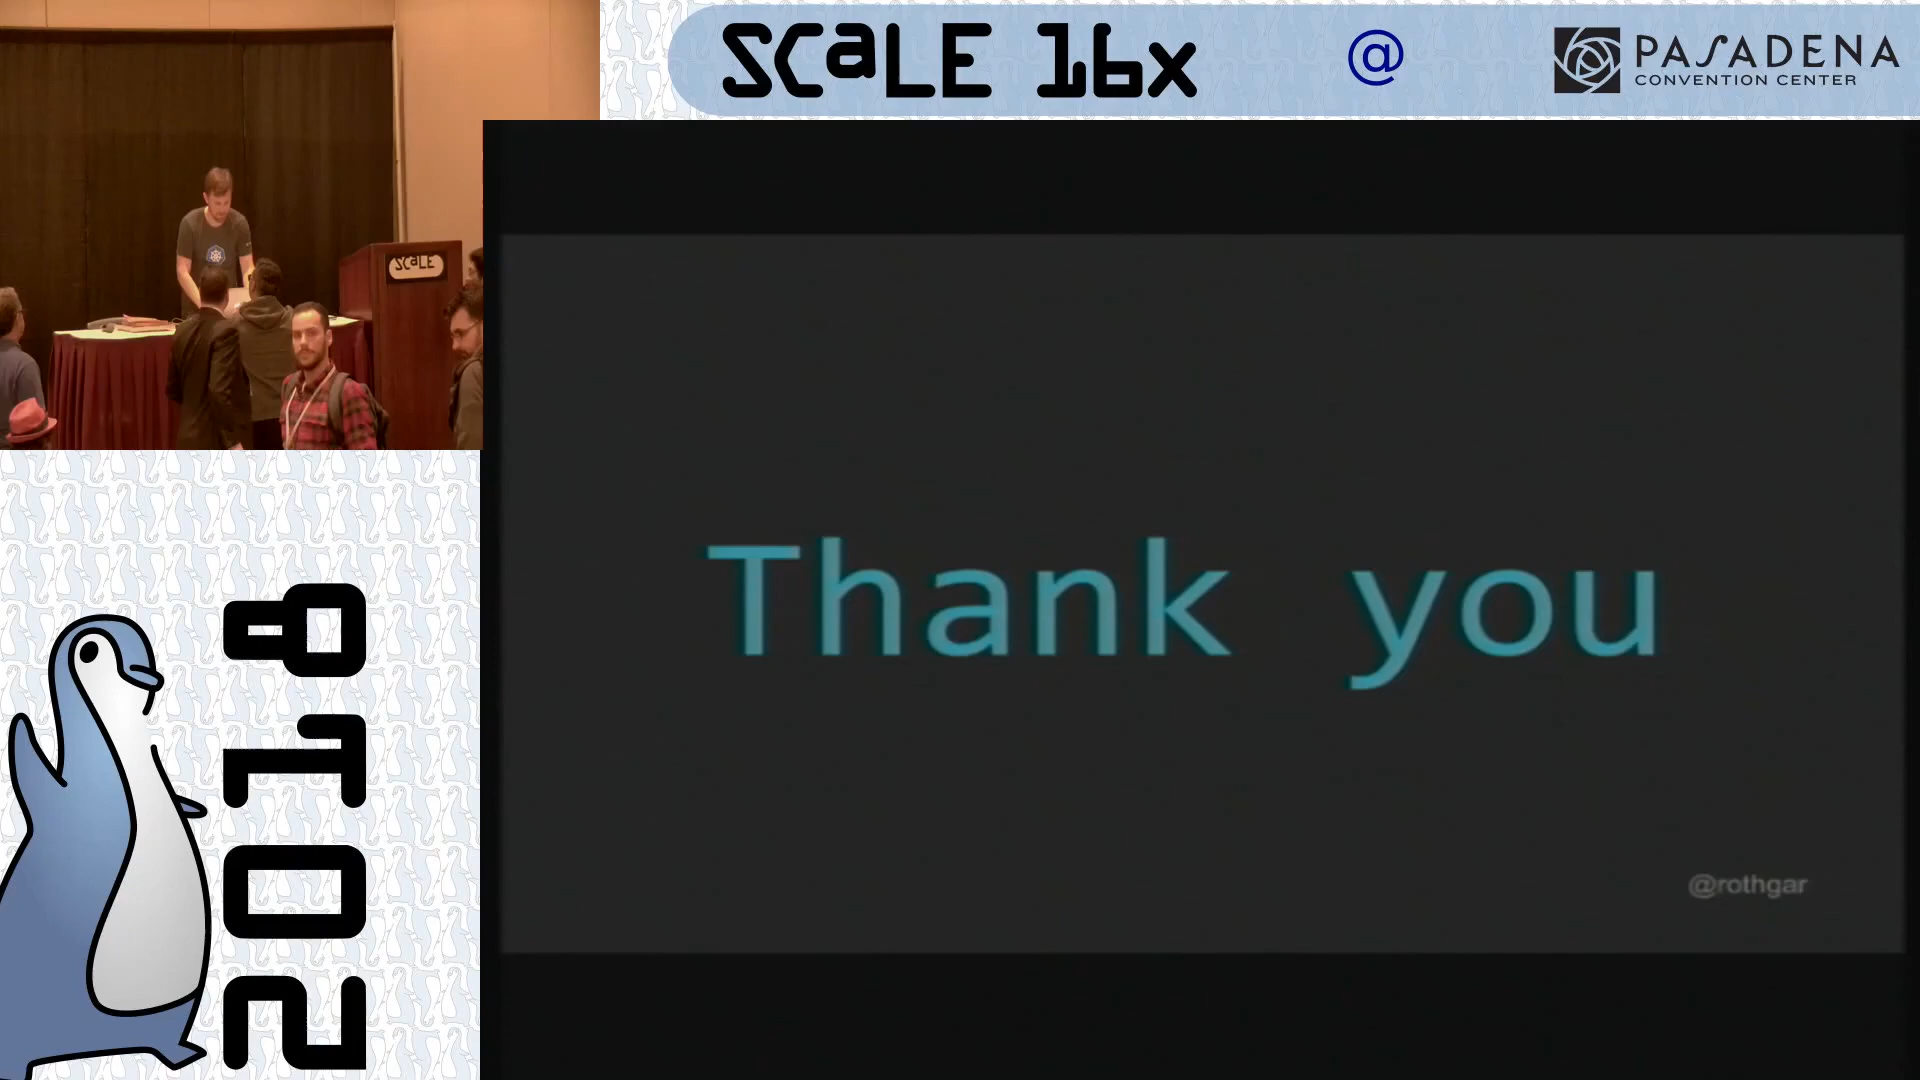 SCaLE 16x
@
PASADENA
CONVENTION CENTER
SCaLE
Thank you
@rothgar
2018